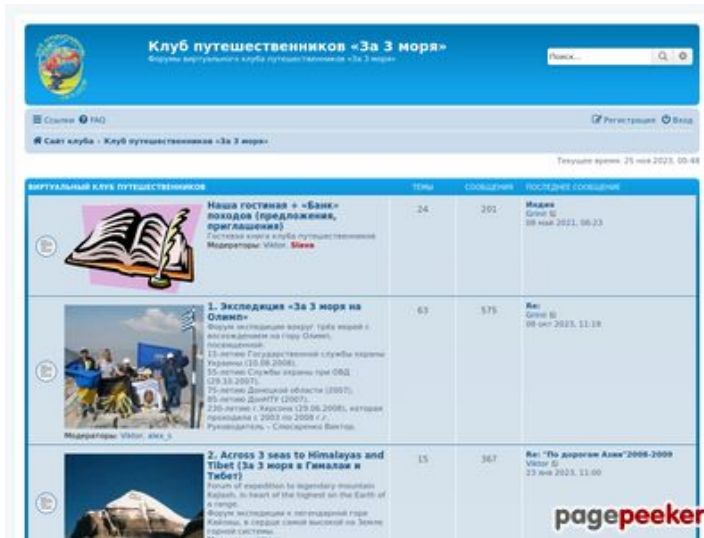 Клуб путешественников «За 3 моря»
Форумы виртуального клуба путешественников «За 3 моря»
Поиск...
Ссылки FAQ
Регистрация Вход
Сайт клуба ‹ Клуб путешественников «За 3 моря»
Текущее время: 25 ноя 2023, 00:48
ВИРТУАЛЬНЫЙ КЛУБ ПУТЕШЕСТВЕННИКОВ ТЕМЫ СООБЩЕНИЯ ПОСЛЕДНЕЕ СООБЩЕНИЕ
Наша гостиная + «Банк»
походов (предложения,
приглашения)
Гостевая книга клуба путешественников
Модераторы: Viktor, Slava
24
201
Индия
08 май 2021, 06:23
1. Экспедиция «За 3 моря на
Олимп»
Форум экспедиции вокруг трёх морей с
восхождением на гору Олимп,
посвященной:
15-летию Государственной службы охраны
Украины (10.08.2008),
55-летию Службы охраны при ОВД
(29.10.2007),
75-летию Донецкой области (2007),
85-летию ДонНТУ (2007),
230-летию г.Херсона (29.06.2008), которая
проходила с 2003 по 2008 г.г.
Руководитель - Слюсаренко Виктор.
Модераторы: Viktor, alex_s
63
575
Re:
08 окт 2023, 11:19
2. Across 3 seas to Himalayas and
Tibet (За 3 моря в Гималаи и
Тибет)
Forum of expedition to legendary mountain
Kajlash, in heart of the highest on the Earth of
a range.
Форум экспедиции к легендарной горе
Кайлаш, в сердце самой высокой на Земле
горной системы.
15
367
Re: "По дорогам Азии"2008-2009
Viktor
23 янв 2023, 11:00
pagepeeker